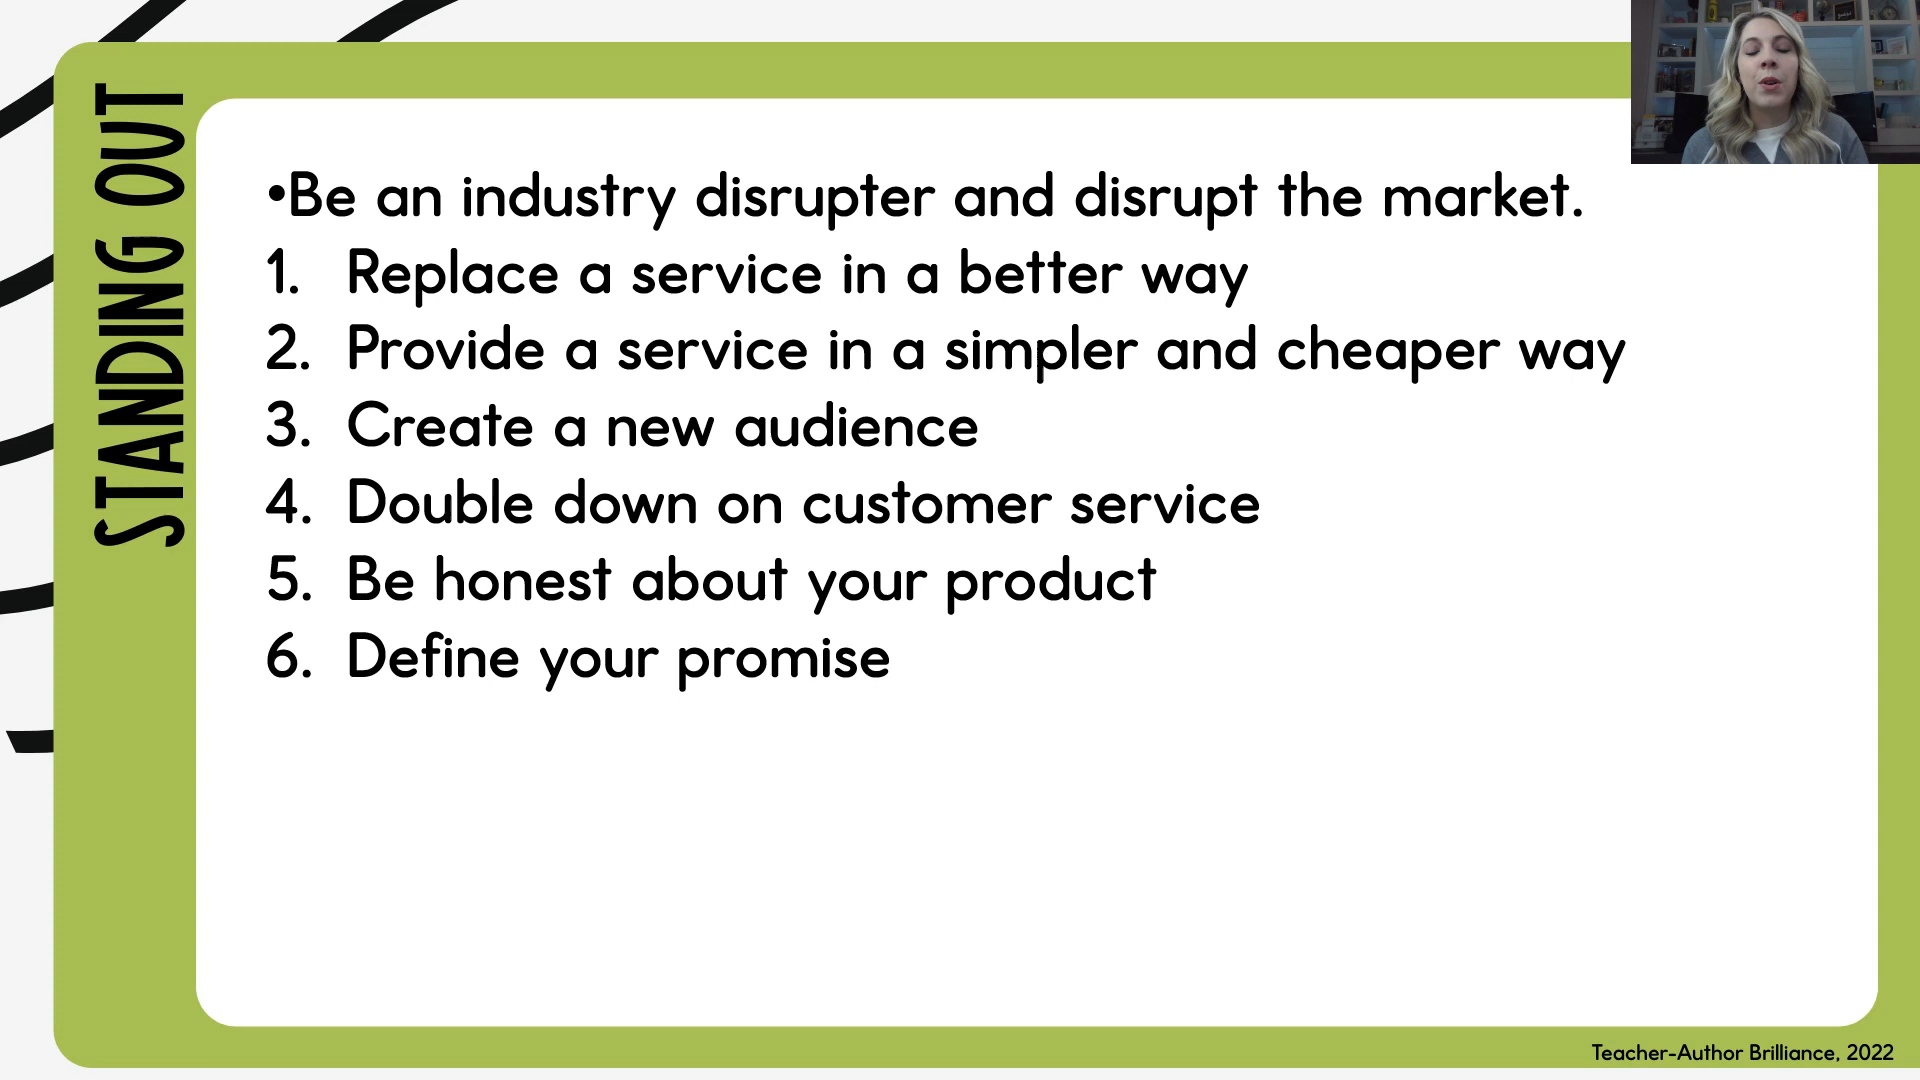 STANDING OUT
•Be an industry disrupter and disrupt the market.
1. Replace a service in a better way
2. Provide a service in a simpler and cheaper way
3. Create a new audience
4. Double down on customer service
5. Be honest about your product
6. Define your promise
Teacher-Author Brilliance, 2022